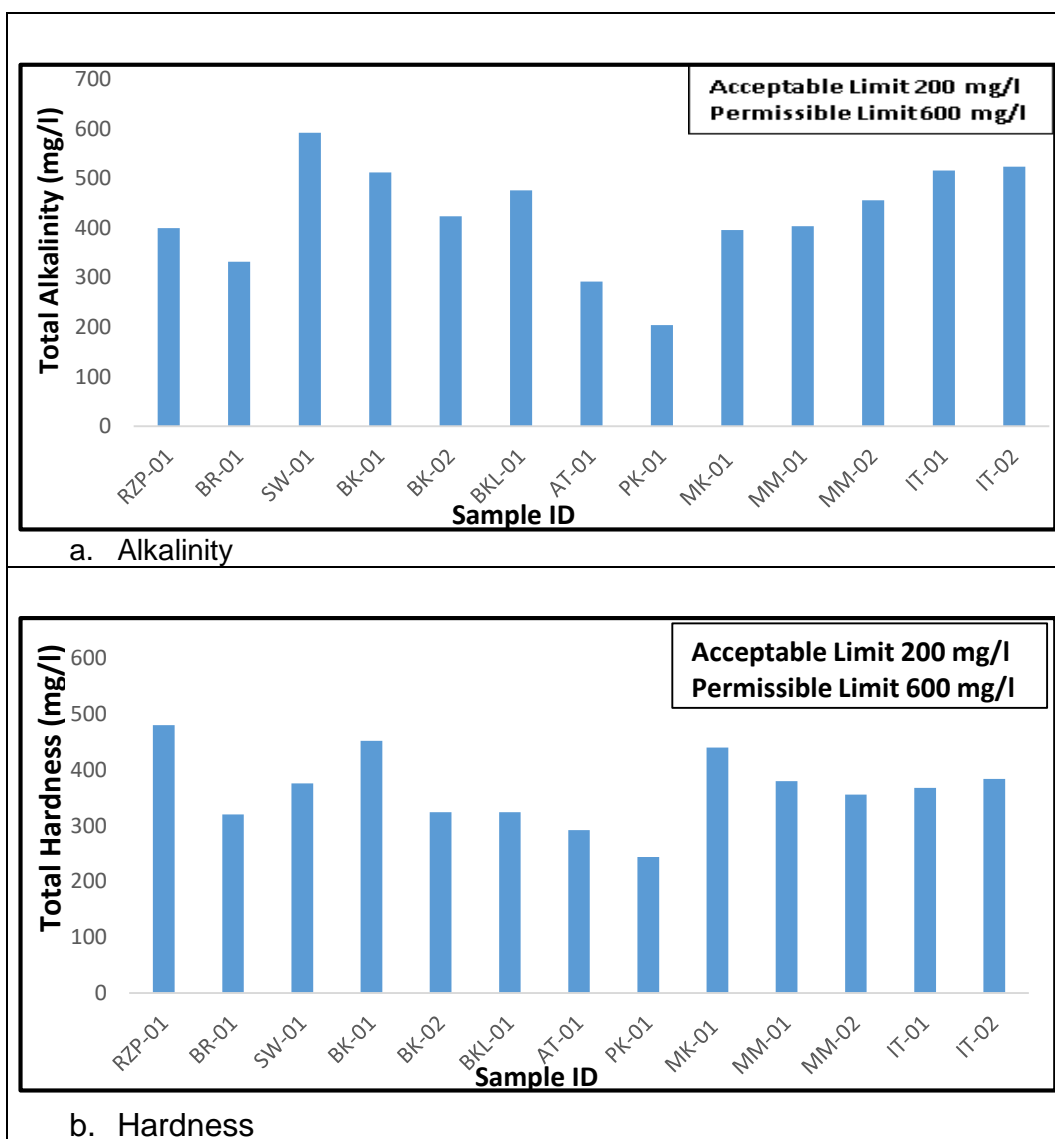 Acceptable Limit 200 mg/l
Permissible Limit600 mg/l
Total Alkalinity (mg/l)
700
600
500
400
300
200
100
0
RZP-01
BR-01
SW-01
BK-01
BK-02
BKL-01
AT-01
PK-01
MK-01
MM-01
MM-02
IT-01
IT-02
Sample ID
a. Alkalinity
Acceptable Limit 200 mg/l
Permissible Limit 600 mg/l
Total Hardness (mg/l)
600
500
400
300
200
100
0
RZP-01
BR-01
SW-01
BK-01
BK-02
BKL-01
AT-01
PK-01
MK-01
MM-01
MM-02
IT-01
IT-02
Sample ID
b. Hardness